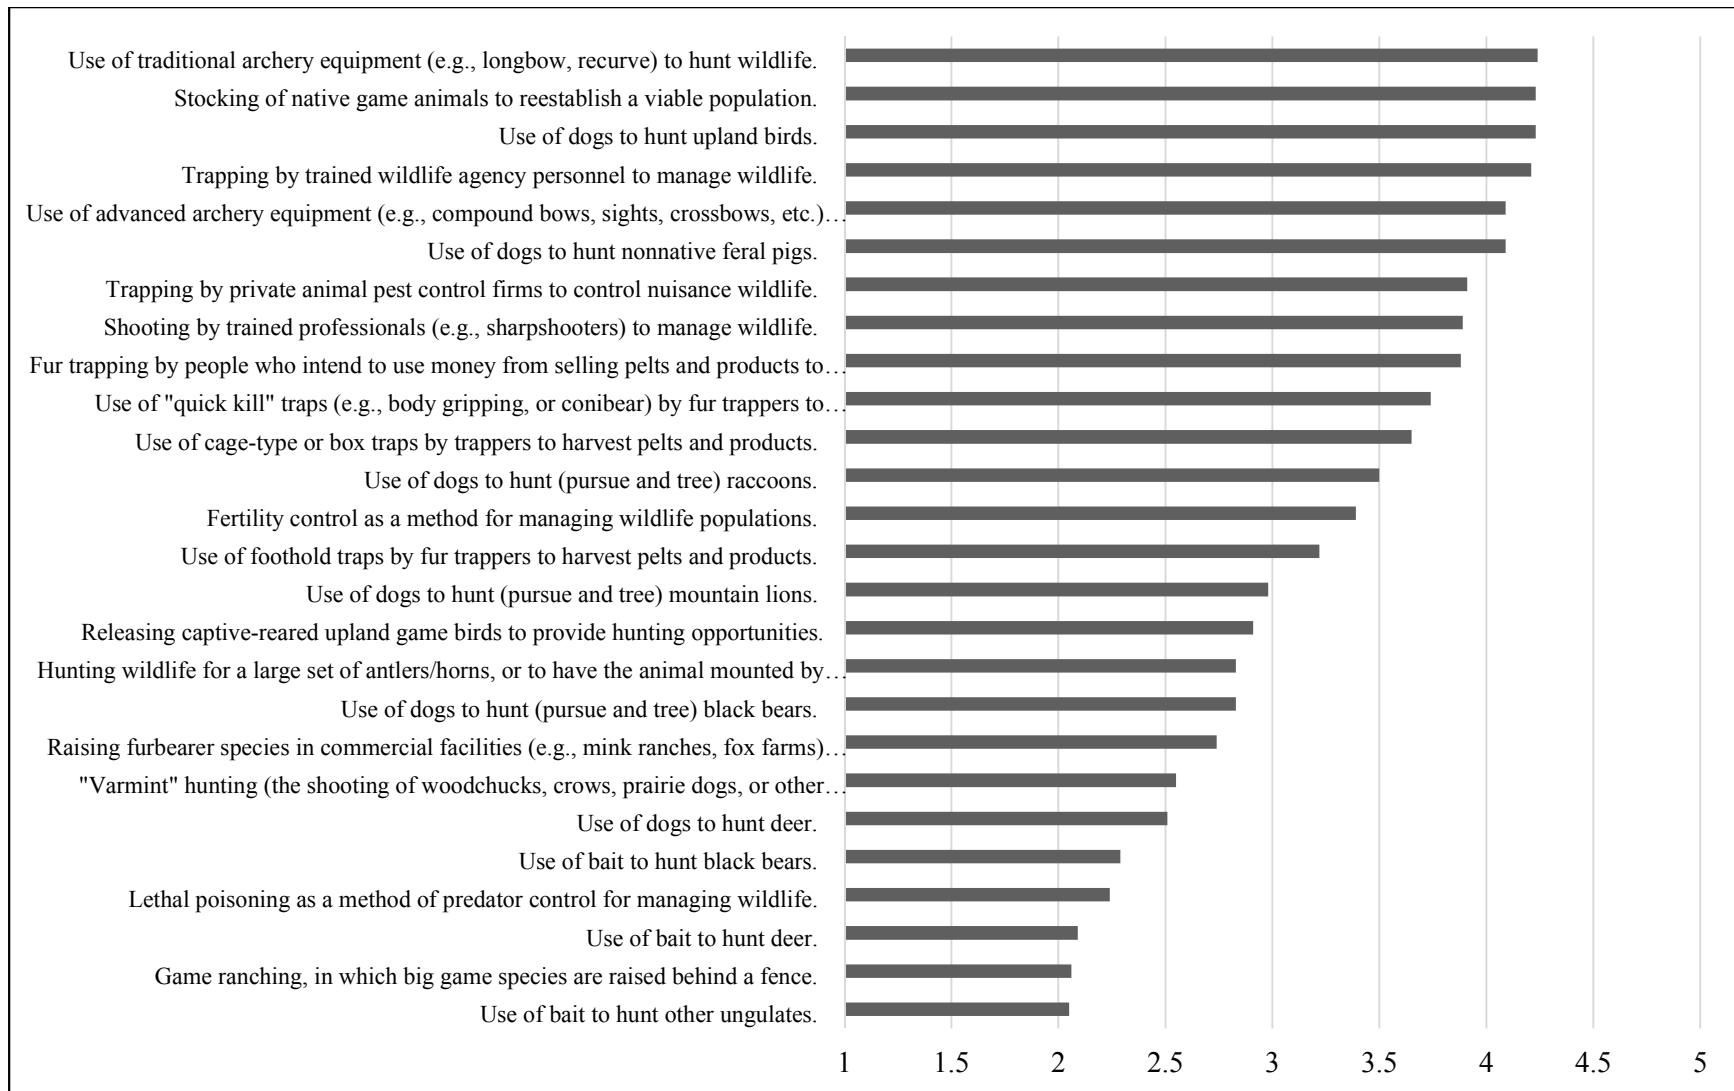 Use of traditional archery equipment (e.g., longbow, recurve) to hunt wildlife.
Stocking of native game animals to reestablish a viable population.
Use of dogs to hunt upland birds.
Trapping by trained wildlife agency personnel to manage wildlife.
Use of advanced archery equipment (e.g., compound bows, sights, crossbows, etc.)…
Use of dogs to hunt nonnative feral pigs.
Trapping by private animal pest control firms to control nuisance wildlife.
Shooting by trained professionals (e.g., sharpshooters) to manage wildlife.
Fur trapping by people who intend to use money from selling pelts and products to…
Use of "quick kill" traps (e.g., body gripping, or conibear) by fur trappers to…
Use of cage-type or box traps by trappers to harvest pelts and products.
Use of dogs to hunt (pursue and tree) raccoons.
Fertility control as a method for managing wildlife populations.
Use of foothold traps by fur trappers to harvest pelts and products.
Use of dogs to hunt (pursue and tree) mountain lions.
Releasing captive-reared upland game birds to provide hunting opportunities.
Hunting wildlife for a large set of antlers/horns, or to have the animal mounted by…
Use of dogs to hunt (pursue and tree) black bears.
Raising furbearer species in commercial facilities (e.g., mink ranches, fox farms)…
"Varmint" hunting (the shooting of woodchucks, crows, prairie dogs, or other…
Use of dogs to hunt deer.
Use of bait to hunt black bears.
Lethal poisoning as a method of predator control for managing wildlife.
Use of bait to hunt deer.
Game ranching, in which big game species are raised behind a fence.
Use of bait to hunt other ungulates.
1 1.5 2 2.5 3 3.5 4 4.5 5